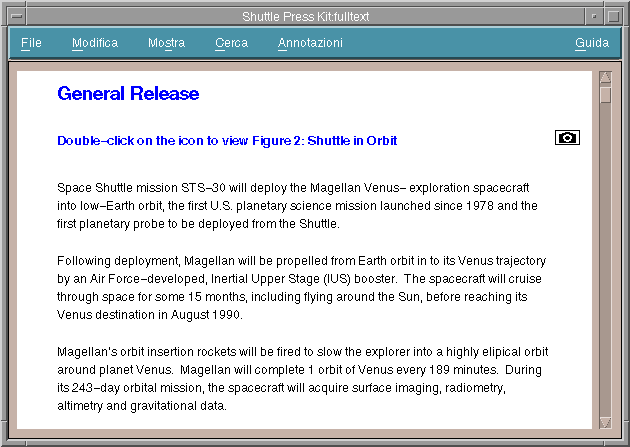 Shuttle Press Kit:fulltext
File Modifica Mostra Cerca Annotazioni Guida
General Release
Double-click on the icon to view Figure 2: Shuttle in Orbit
Space Shuttle mission STS-30 will deploy the Magellan Venus- exploration spacecraft
into low-Earth orbit, the first U.S. planetary science mission launched since 1978 and the
first planetary probe to be deployed from the Shuttle.
Following deployment, Magellan will be propelled from Earth orbit in to its Venus trajectory
by an Air Force-developed, Inertial Upper Stage (IUS) booster. The spacecraft will cruise
through space for some 15 months, including flying around the Sun, before reaching its
Venus destination in August 1990.
Magellan's orbit insertion rockets will be fired to slow the explorer into a highly elipical orbit
around planet Venus. Magellan will complete 1 orbit of Venus every 189 minutes. During
its 243-day orbital mission, the spacecraft will acquire surface imaging, radiometry,
altimetry and gravitational data.